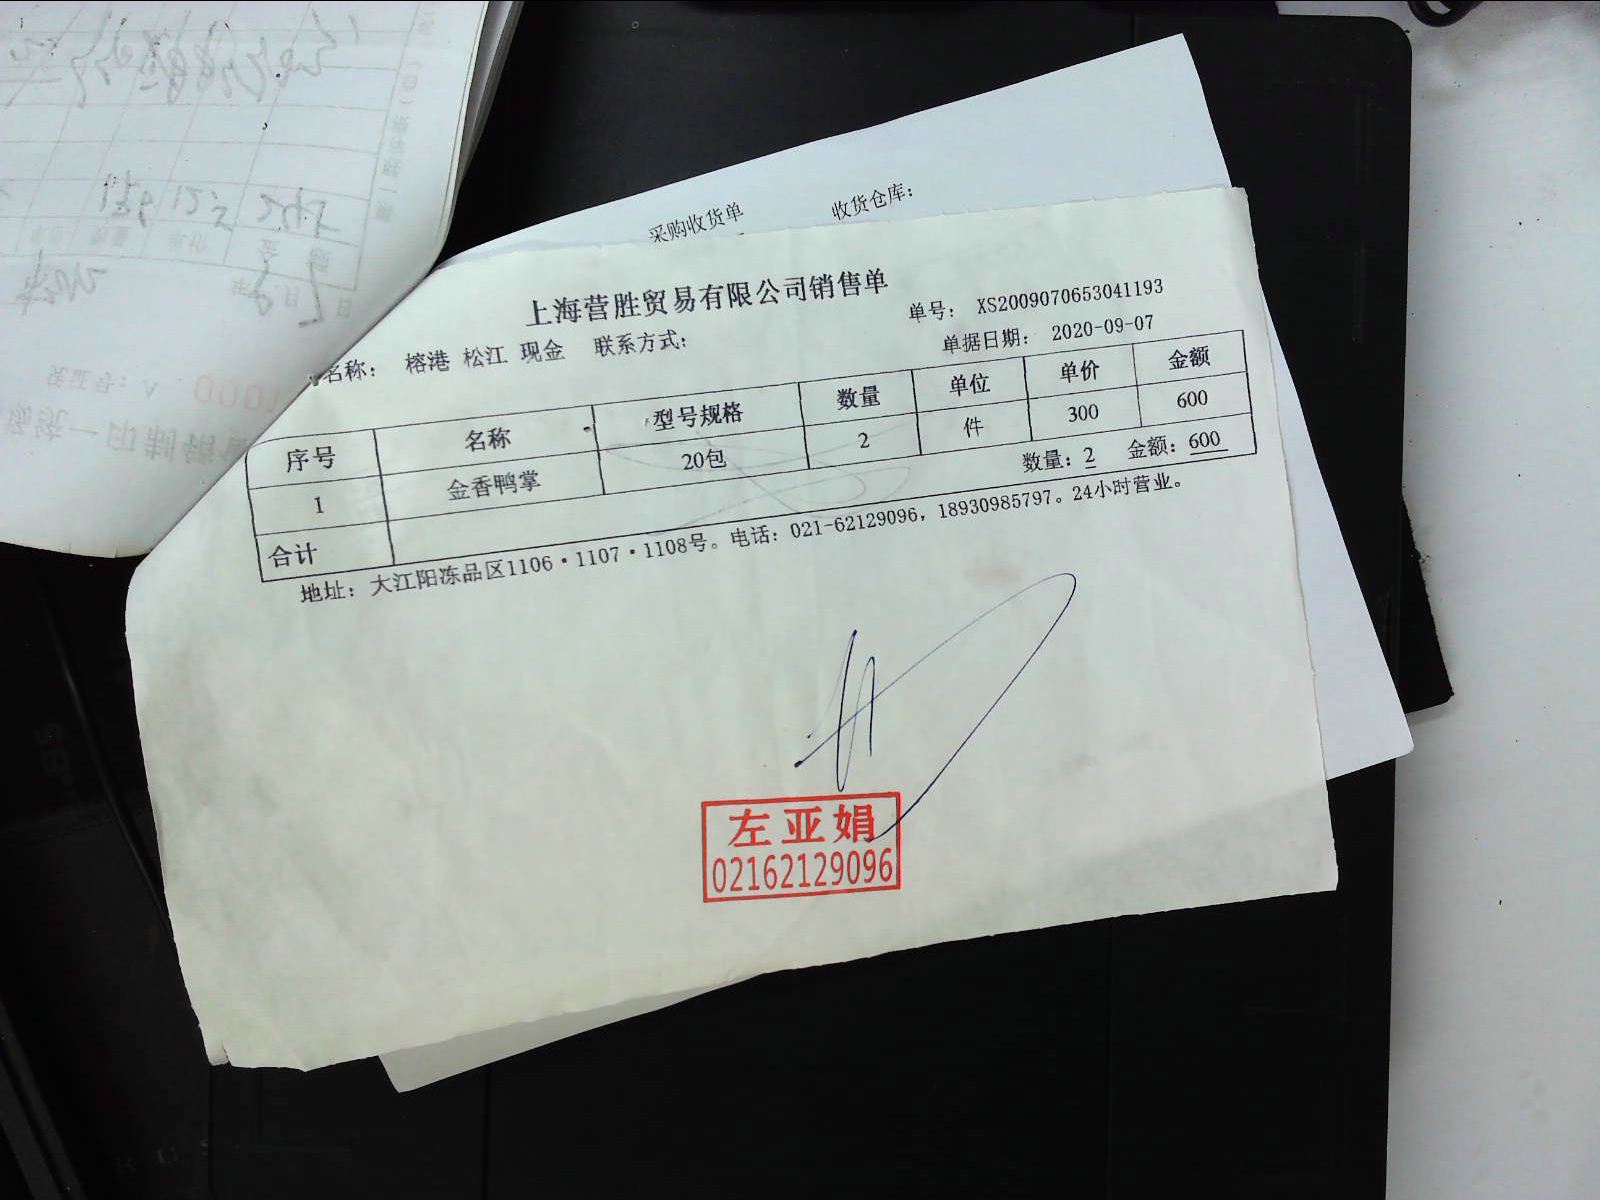 采购收货单 收货仓库：
上海营胜贸易有限公司销售单
单号： XS2009070653041193
名称： 榕港 松江 现金 联系方式： 单据日期： 2020-09-07
序号 名称 型号规格 数量 单位 单价 金额
1 金香鸭掌 20包 2 件 300 600
合计 数量：2 金额：600
地址：大江阳冻品区1106·1107·1108号。电话：021-62129096，18930985797。24小时营业。
左亚娟
02162129096